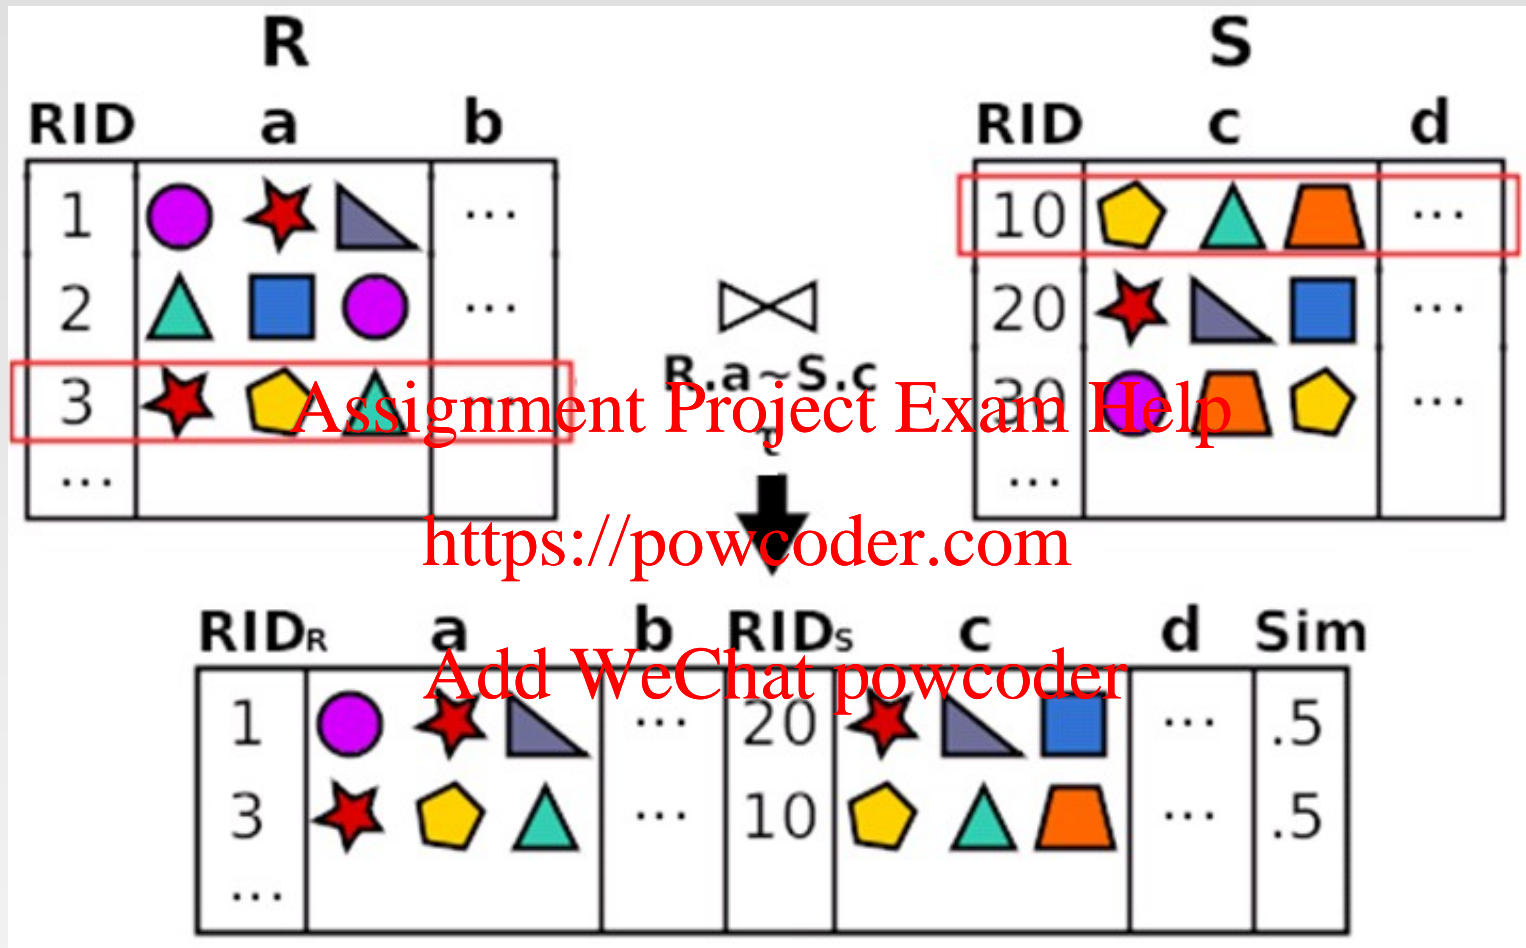 R S
RID a b RID c d
1 ... 10 ...
2 ... 20 ...
R.a~S.c
3 ... 30 ...
Assignment Project Exam Help
τ
... ...
https://powcoder.com
RIDR a b RIDS c d Sim
Add WeChat powcoder
1 ... 20 ... .5
3 ... 10 ... .5
...